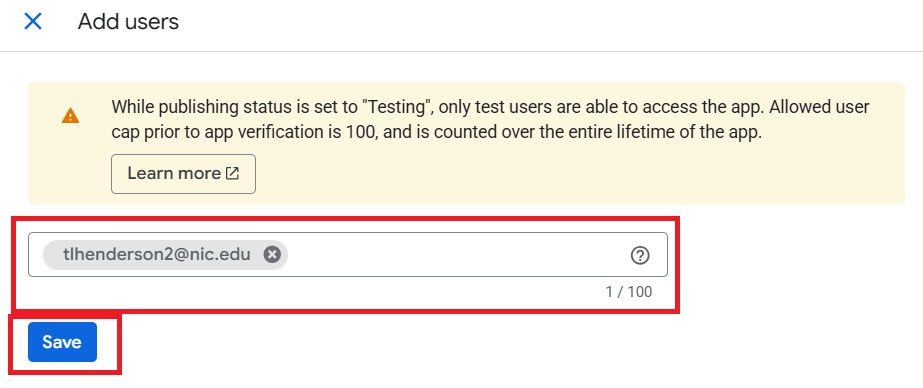 Add users
While publishing status is set to "Testing", only test users are able to access the app. Allowed user
cap prior to app verification is 100, and is counted over the entire lifetime of the app.
Learn more
tlhenderson2@nic.edu
1 / 100
Save